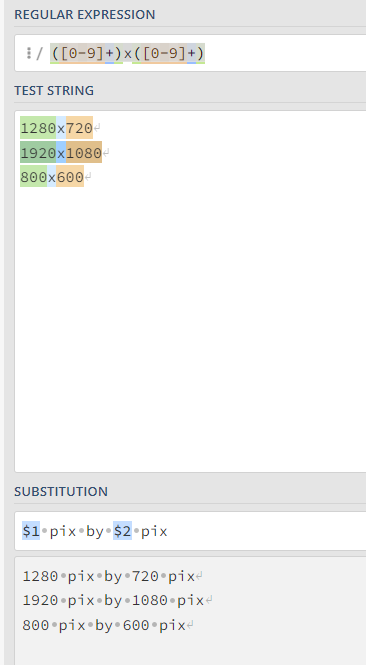 REGULAR EXPRESSION
⋮/ ([0-9]+)x([0-9]+)
TEST STRING
1280x720↵
1920x1080↵
800x600↵
SUBSTITUTION
$1•pix•by•$2•pix
1280•pix•by•720•pix↵
1920•pix•by•1080•pix↵
800•pix•by•600•pix↵